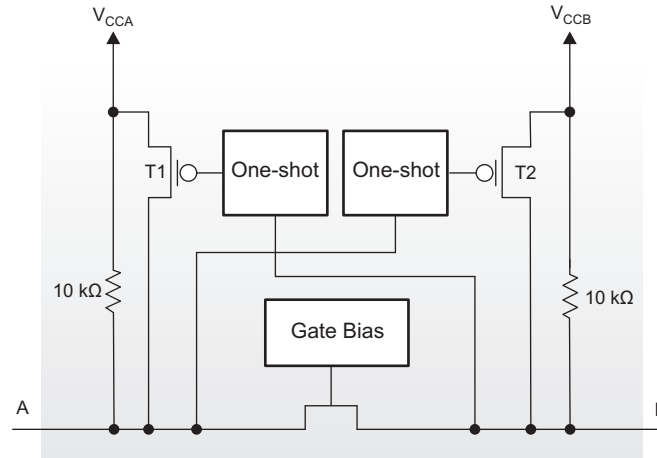 VCCA
VCCB
T1
One-shot
One-shot
T2
10 kΩ
10 kΩ
Gate Bias
A